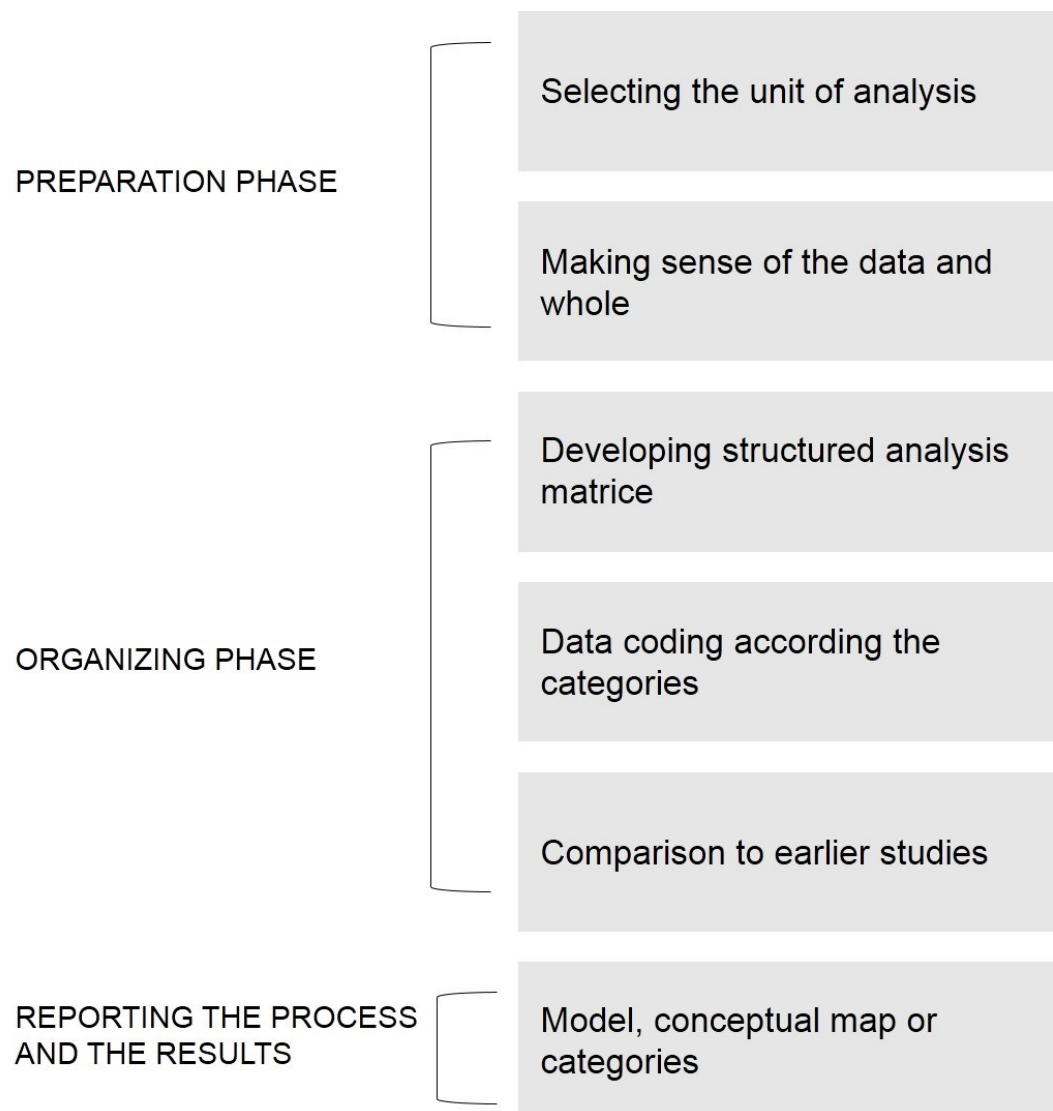 PREPARATION PHASE
Selecting the unit of analysis
Making sense of the data and
whole
ORGANIZING PHASE
Developing structured analysis
matrice
Data coding according the
categories
Comparison to earlier studies
REPORTING THE PROCESS
AND THE RESULTS
Model, conceptual map or
categories